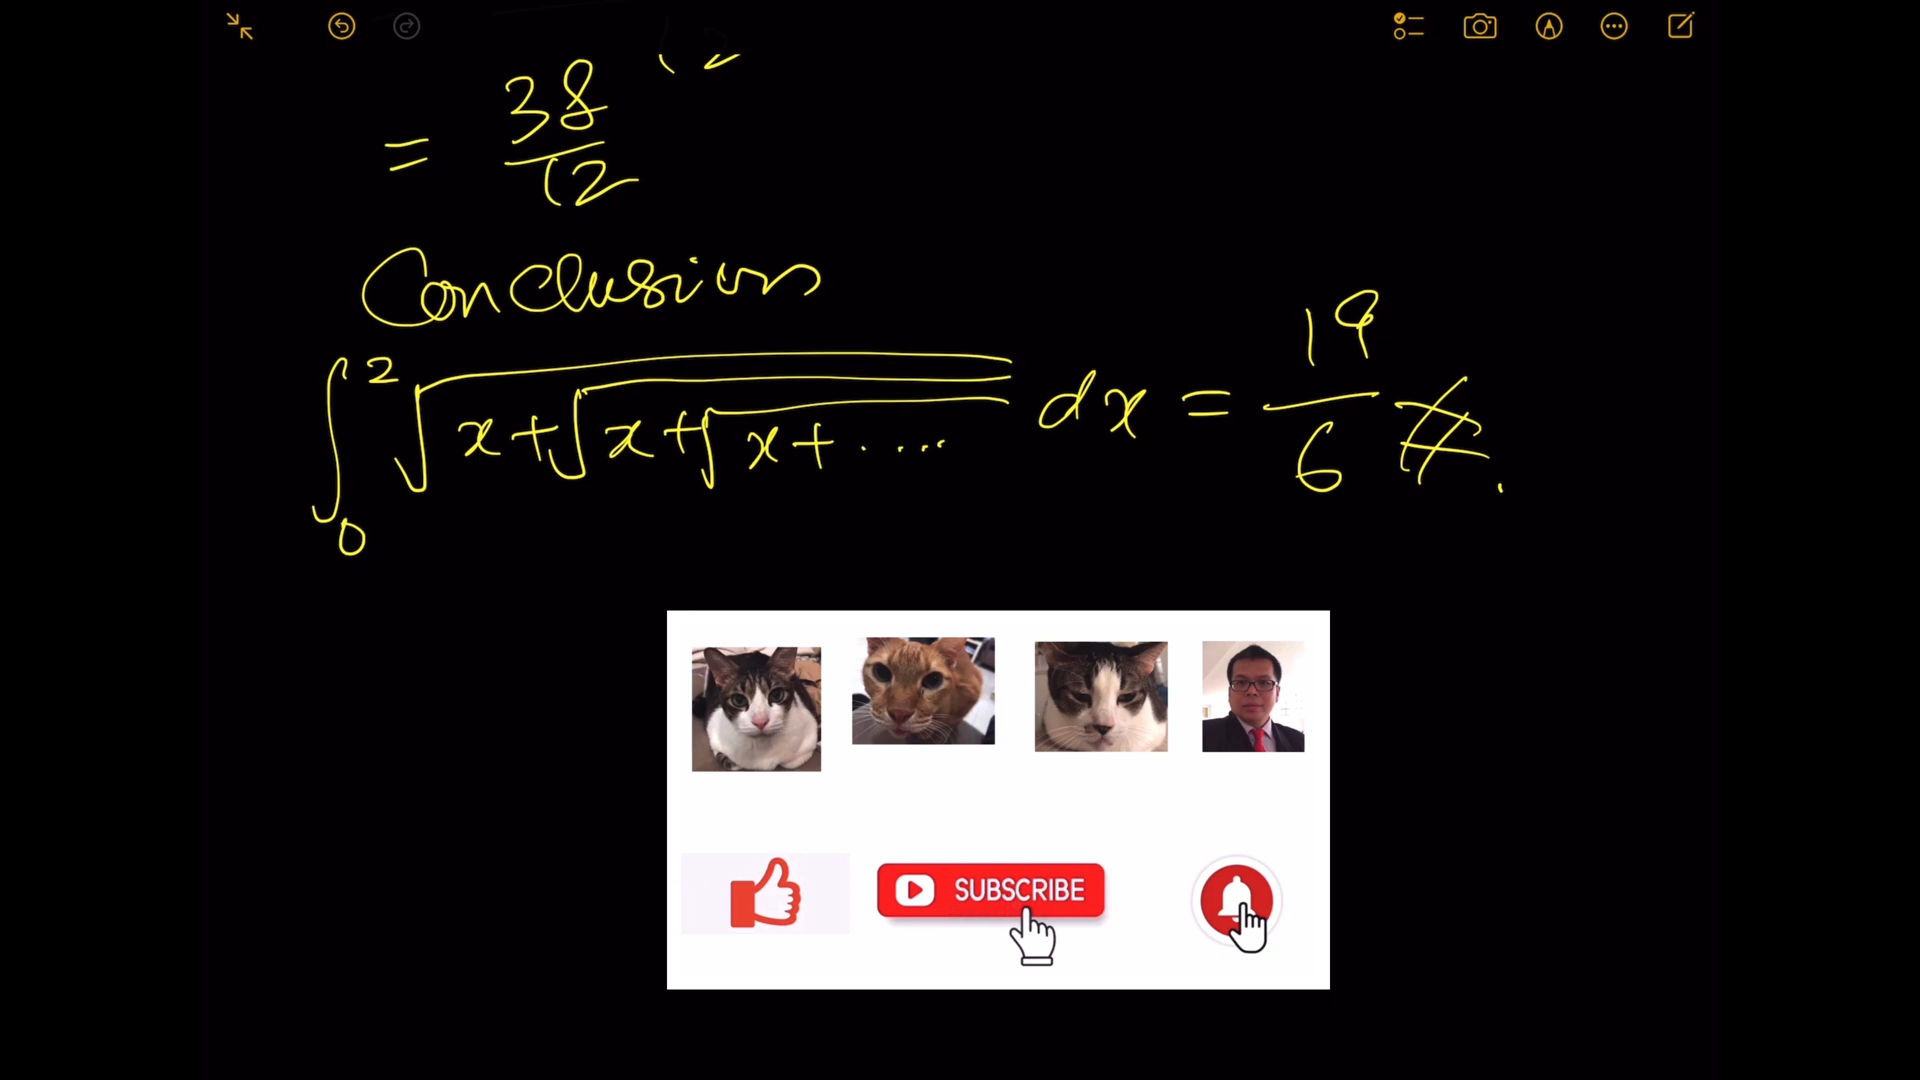 = 38/12
Conclusion
∫₀² √(x+√(x+√(x+.....))) dx = 19/6 #.
SUBSCRIBE